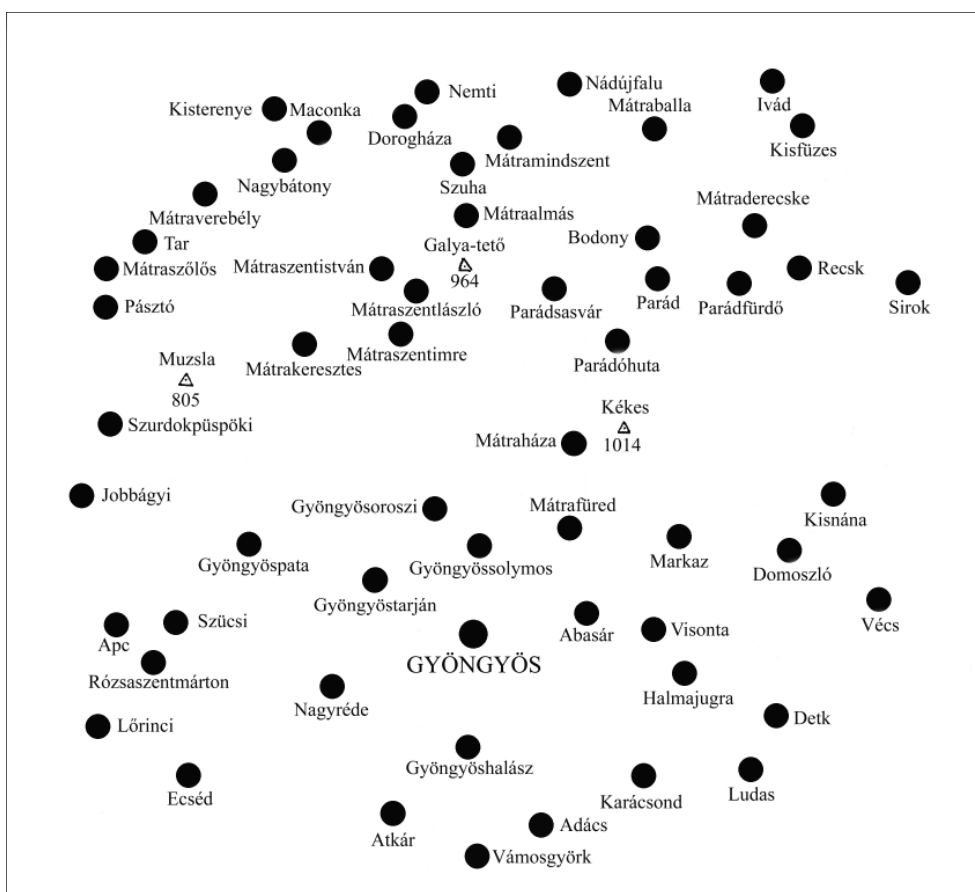 Nádújfalu
Nemti
Ivád
Mátraballa
Kisterenye
Maconka
Dorogháza
Kisfüzes
Mátramindszent
Nagybátony
Szuha
Mátraderecske
Mátraverebély
Mátraalmás
Bodony
Tar
Galya-tető
Mátraszőlős
Mátraszentistván
964
Recsk
Parád
Pásztó
Mátraszentlászló
Parádsasvár
Parádfürdő
Sirok
Mátraszentimre
Muzsla
Mátrakeresztes
Parádóhuta
805
Kékes
Szurdokpüspöki
Mátraháza
1014
Jobbágyi
Mátrafüred
Gyöngyösoroszi
Kisnána
Markaz
Gyöngyöspata
Gyöngyössolymos
Domoszló
Gyöngyöstarján
Szücsi
Vécs
Abasár
Visonta
Apc
GYÖNGYÖS
Rózsaszentmárton
Halmajugra
Nagyréde
Detk
Lőrinci
Gyöngyöshalász
Ludas
Ecséd
Karácsond
Adács
Atkár
Vámosgyörk